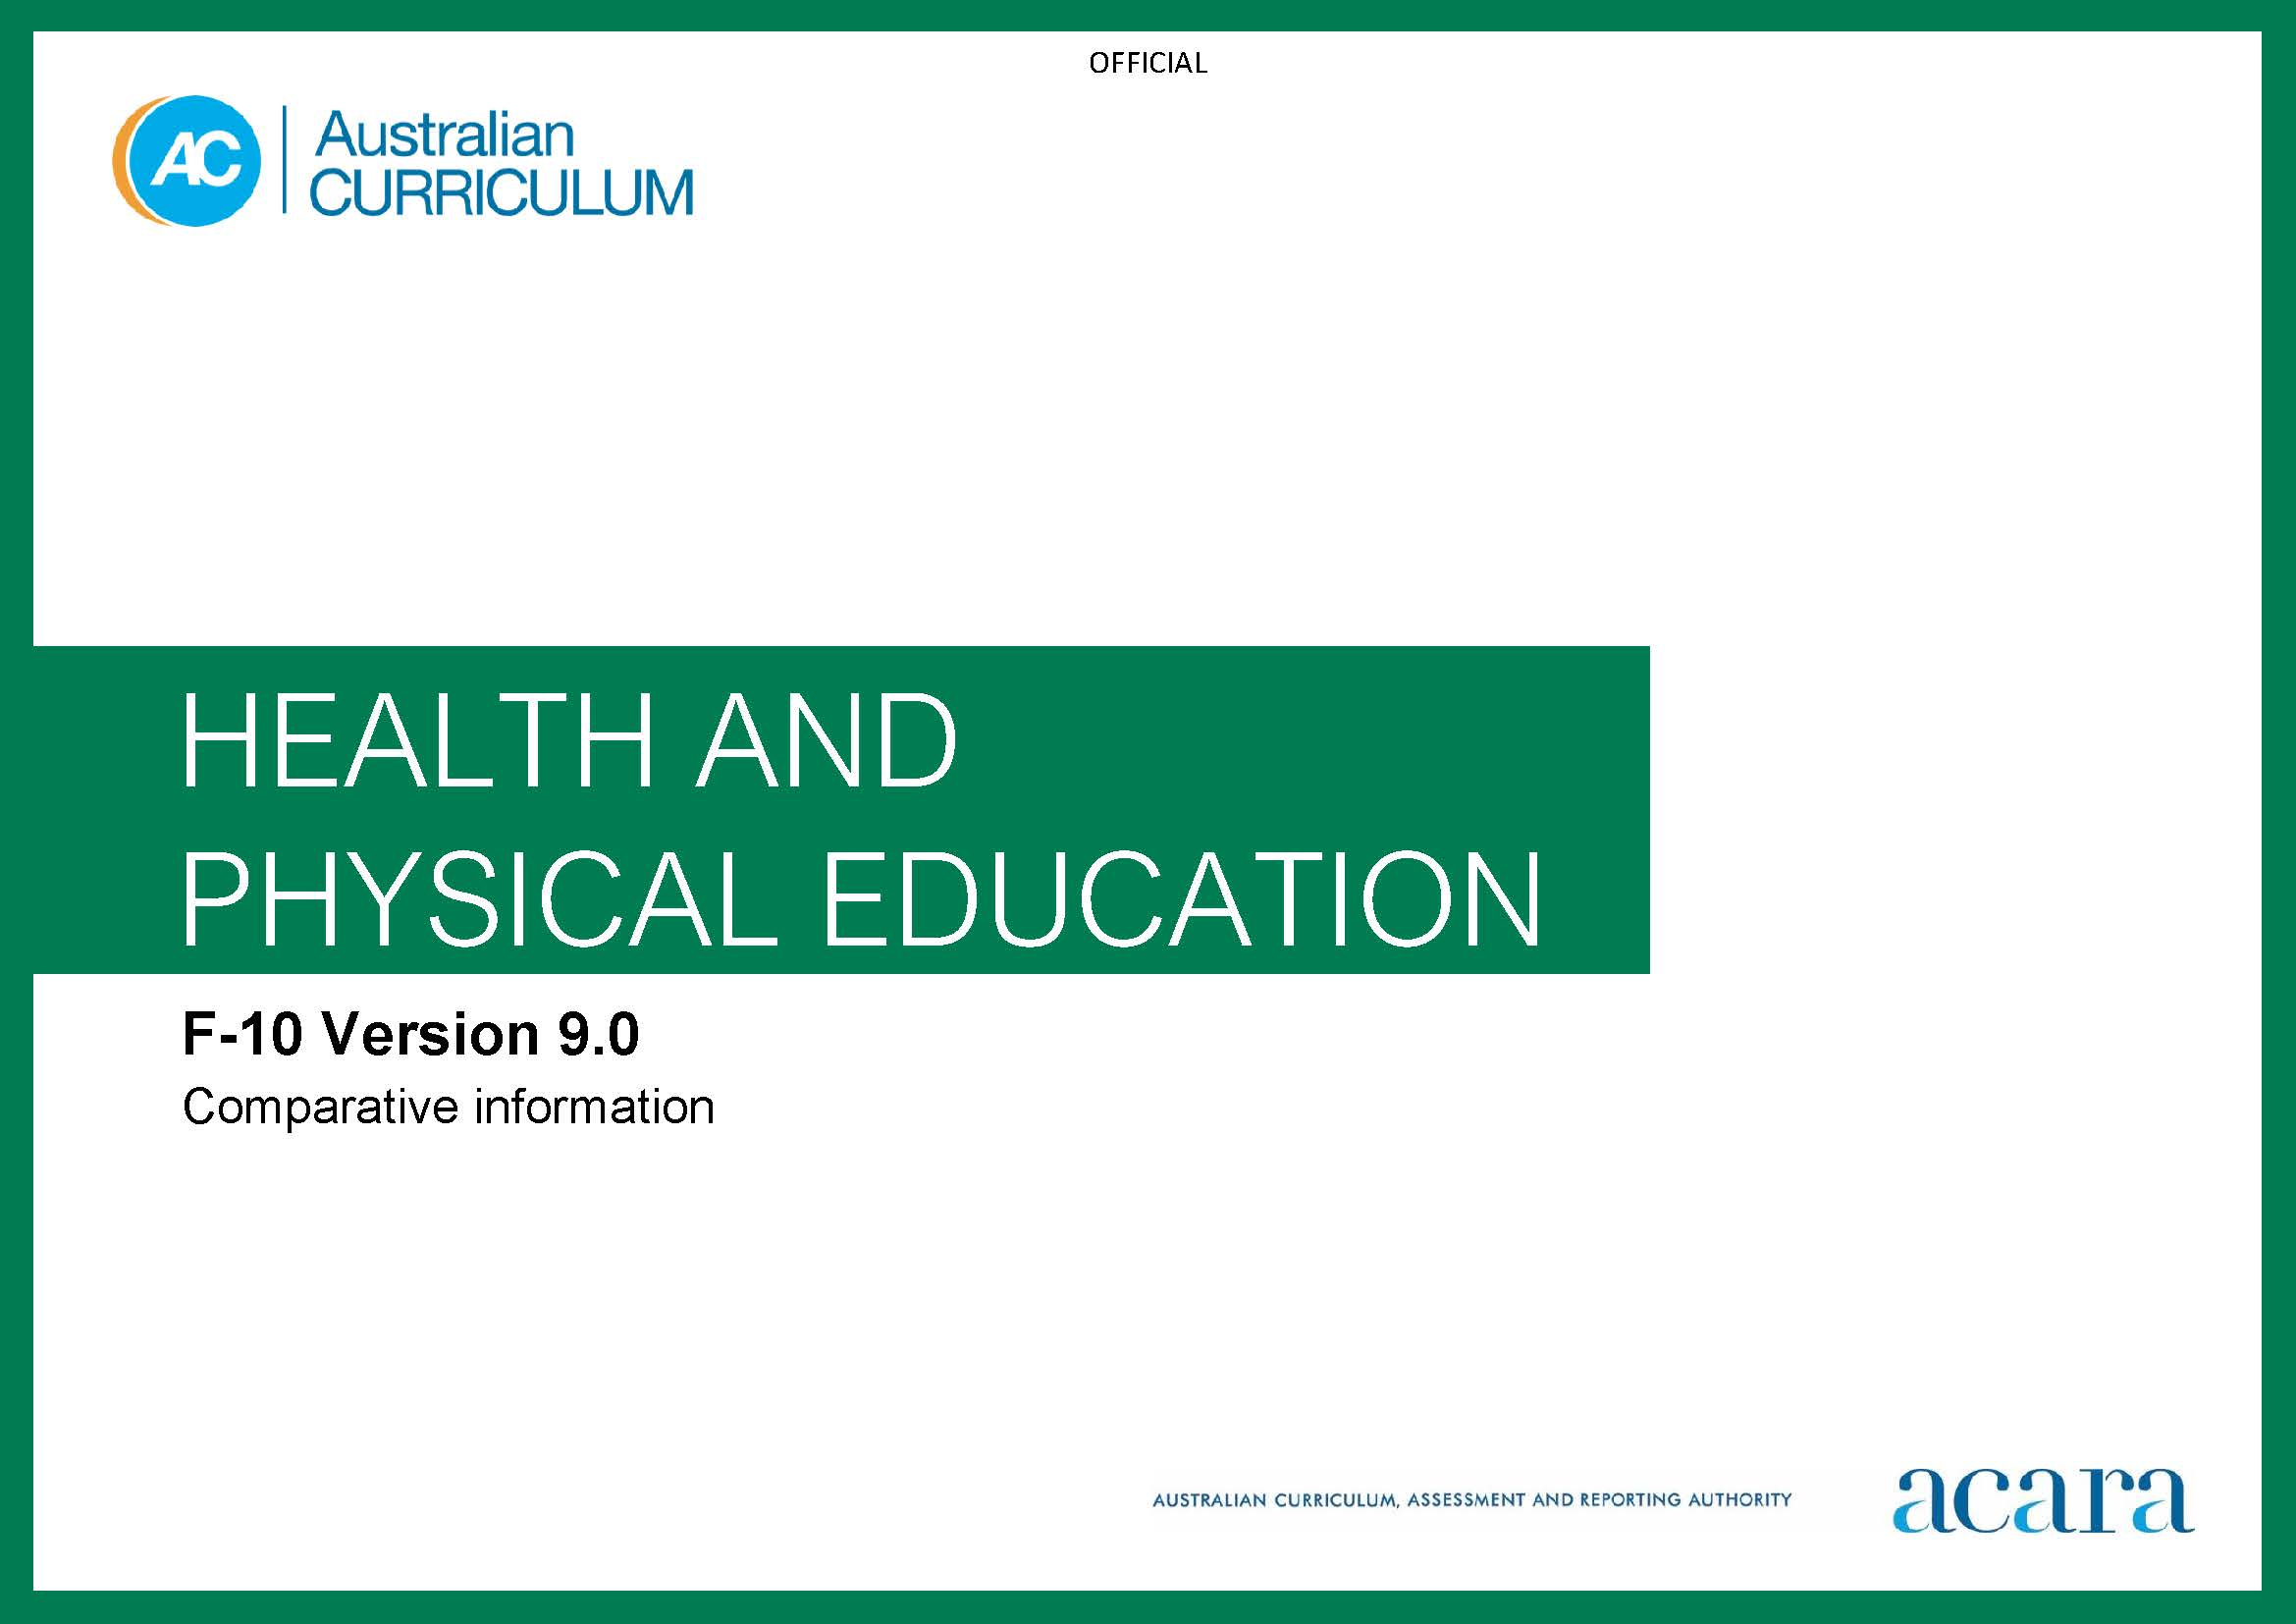 OFFICIAL
AC
Australian
CURRICULUM
HEALTH AND
PHYSICAL EDUCATION
F-10 Version 9.0
Comparative information
AUSTRALIAN CURRICULUM, ASSESSMENT AND REPORTING AUTHORITY
acara